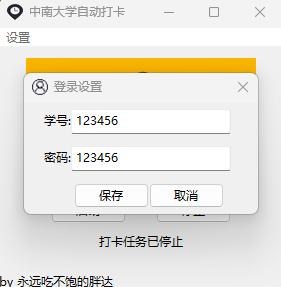 中南大学自动打卡
设置
登录设置
学号: 123456
密码: 123456
保存 取消
打卡任务已停止
by 永远吃不饱的胖达